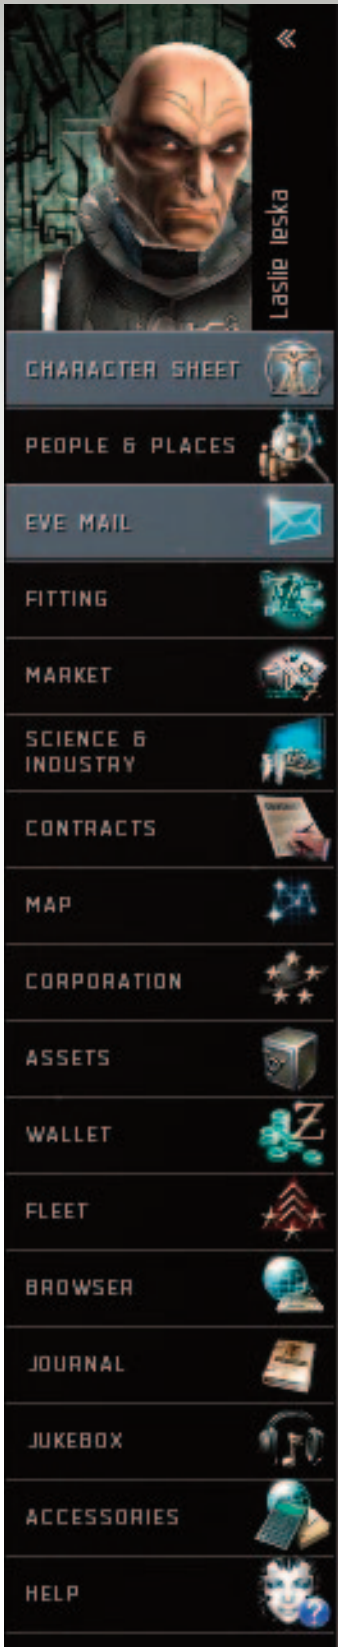 Laslie Ieska
CHARACTER SHEET
PEOPLE & PLACES
EVE MAIL
FITTING
MARKET
SCIENCE &
INDUSTRY
CONTRACTS
MAP
CORPORATION
ASSETS
WALLET
FLEET
BROWSER
JOURNAL
JUKEBOX
ACCESSORIES
HELP